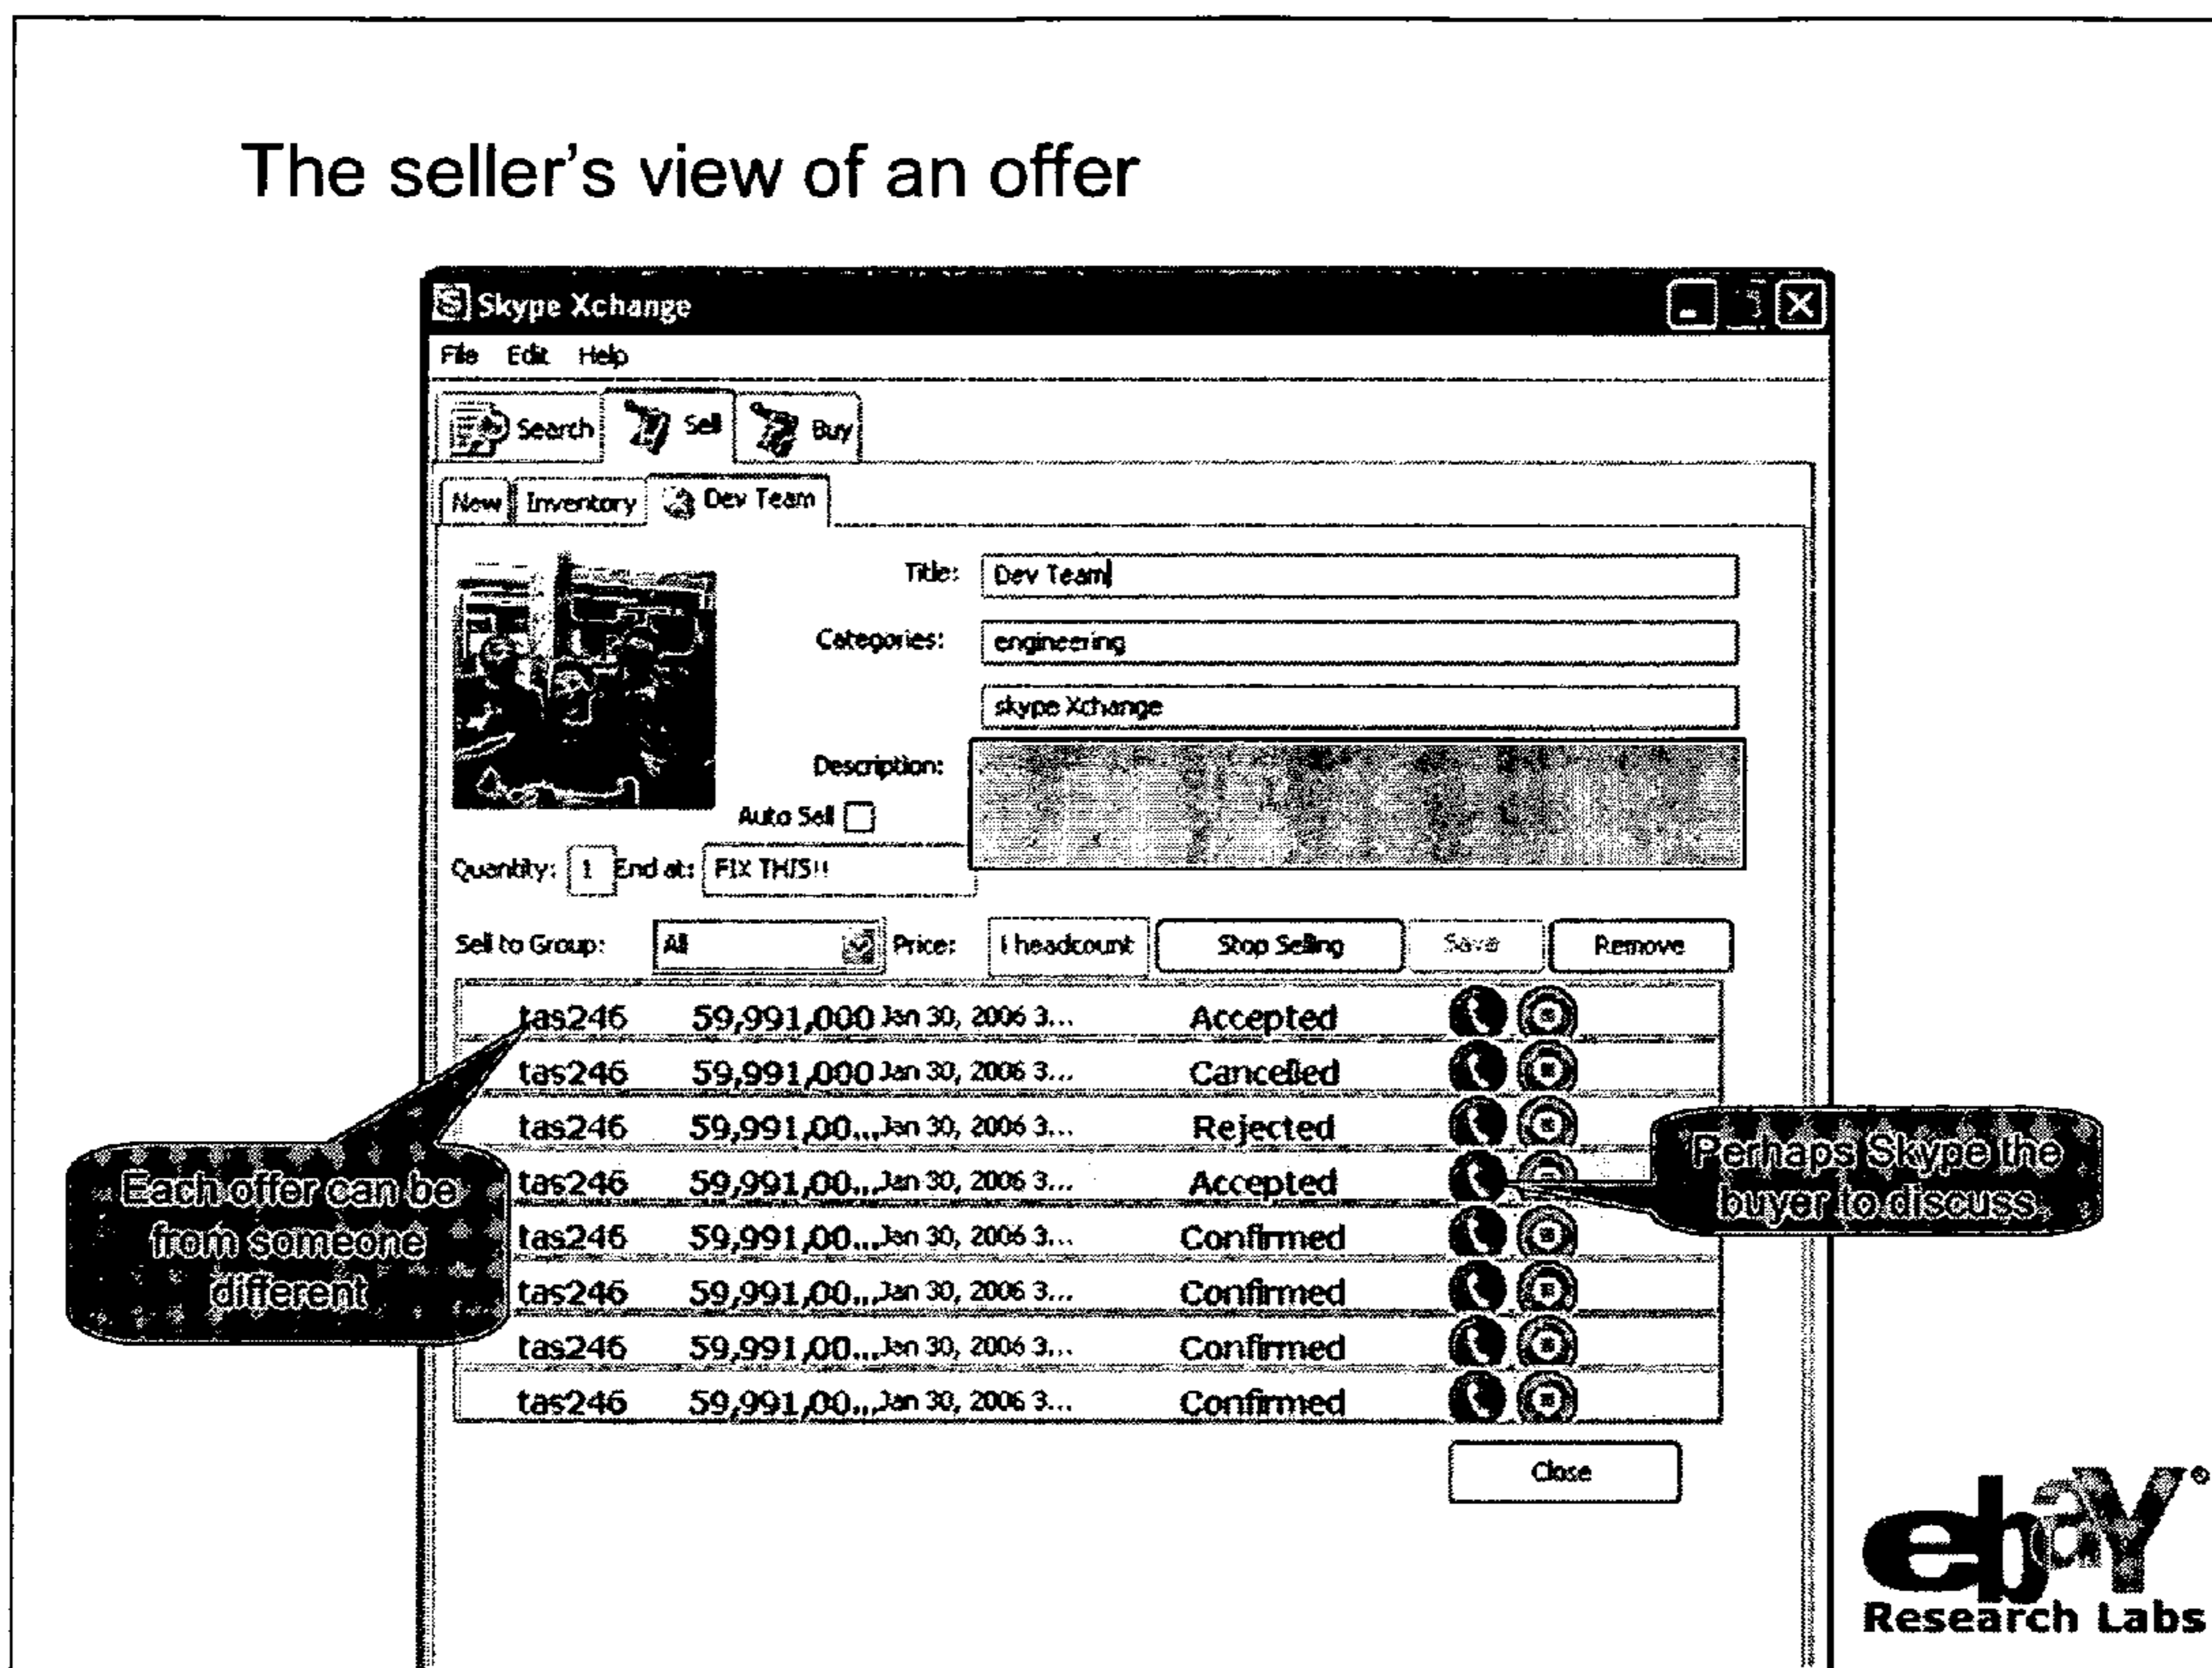 The seller's view of an offer
Skype Xchange
File Edit Help
Search Sell Buy
New Inventory Dev Team
Title: Dev Team
Categories: engineering
skype Xchange
Description:
Auto Sell
Quantity: 1 End at: FIX THIS!!
Sell to Group: All Price: 1 headcount Stop Selling Save Remove
tas246 59,991,000 Jan 30, 2006 3... Accepted
tas246 59,991,000 Jan 30, 2006 3... Cancelled
tas246 59,991,00... Jan 30, 2006 3... Rejected
tas246 59,991,00... Jan 30, 2006 3... Accepted
tas246 59,991,00... Jan 30, 2006 3... Confirmed
tas246 59,991,00... Jan 30, 2006 3... Confirmed
tas246 59,991,00... Jan 30, 2006 3... Confirmed
tas246 59,991,00... Jan 30, 2006 3... Confirmed
Each offer can be
from someone
different
Perhaps Skype the
buyer to discuss
Close
ebay®
Research Labs